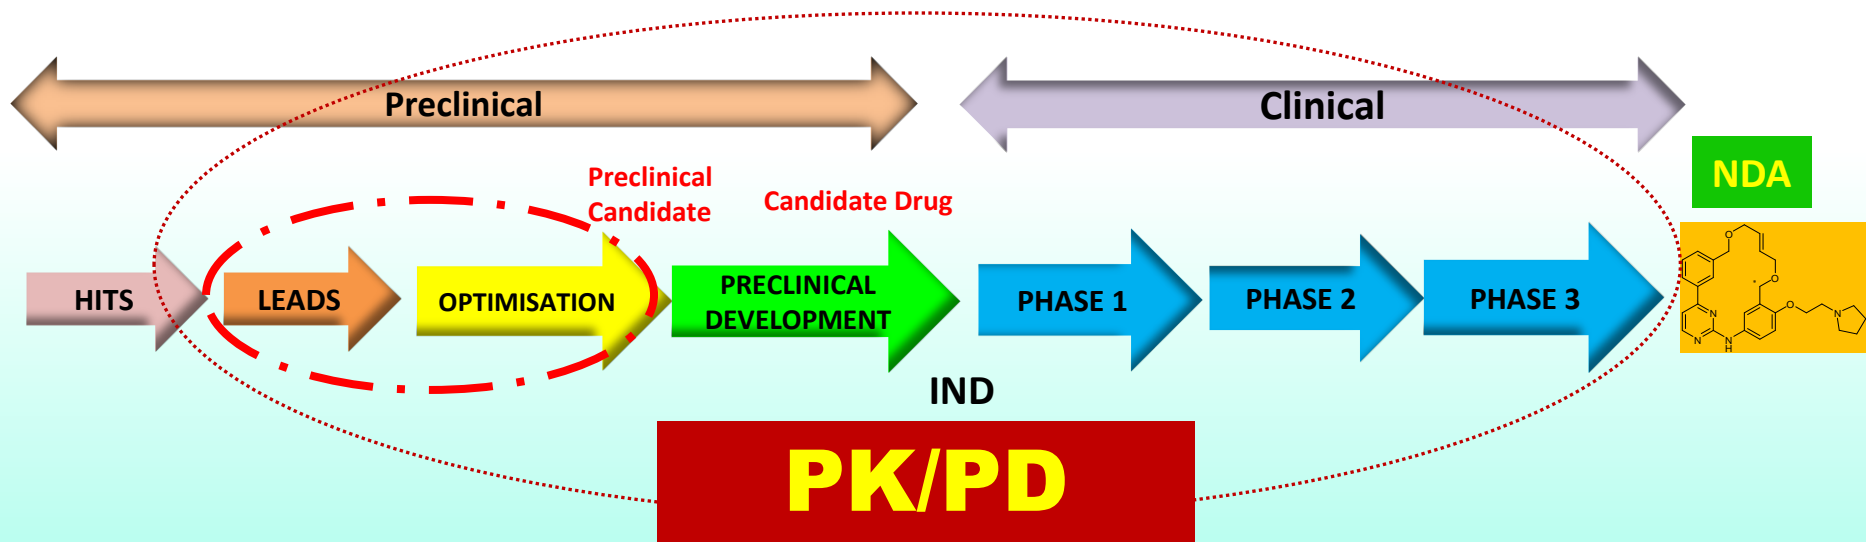 Preclinical
Clinical
NDA
Preclinical
Candidate
Candidate Drug
HITS
LEADS
OPTIMISATION
PRECLINICAL
DEVELOPMENT
PHASE 1
PHASE 2
PHASE 3
O
O
*
N
O
N
N
N
H
IND
PK/PD